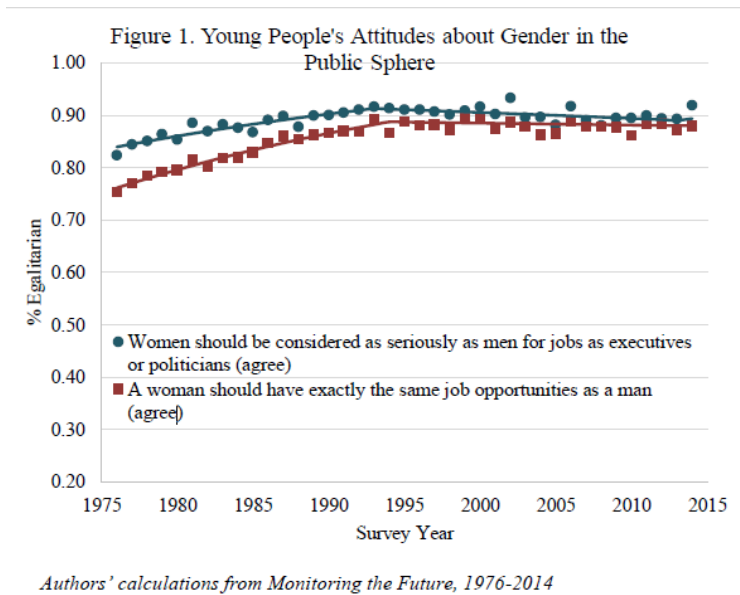 Figure 1. Young People's Attitudes about Gender in the
Public Sphere
1.00
0.90
0.80
0.70
0.60
0.50
0.40
0.30
0.20
% Egalitarian
Women should be considered as seriously as men for jobs as executives
or politicians (agree)
A woman should have exactly the same job opportunities as a man
(agree)
1975 1980 1985 1990 1995 2000 2005 2010 2015
Survey Year
Authors' calculations from Monitoring the Future, 1976-2014